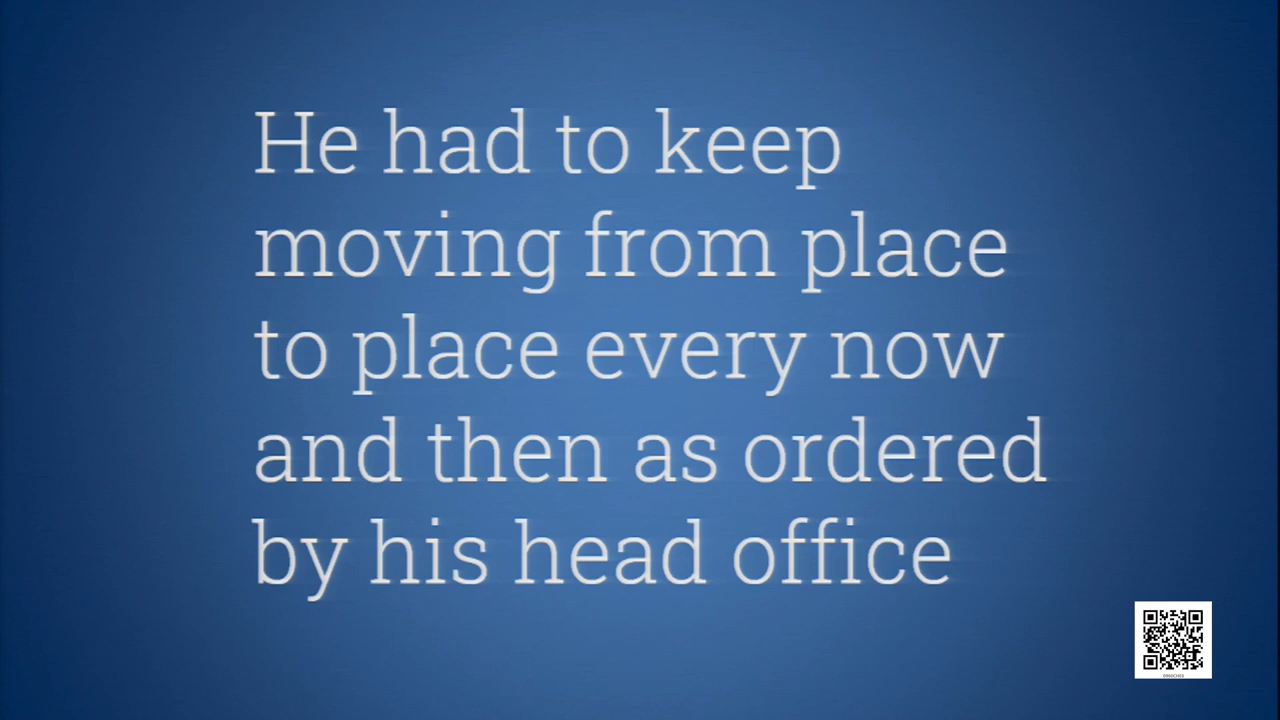 He had to keep
moving from place
to place every now
and then as ordered
by his head office